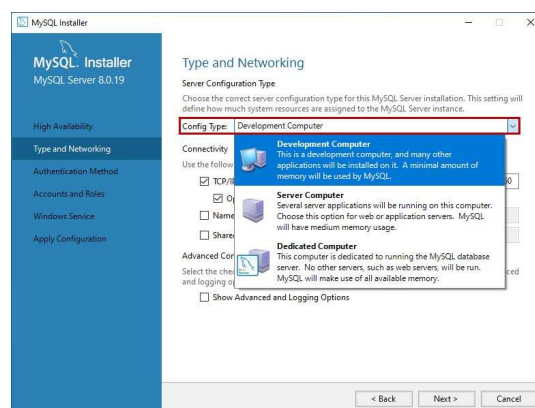 MySQL Installer
MySQL. Installer
MySQL Server 8.0.19
High Availability
Type and Networking
Authentication Method
Accounts and Roles
Windows Service
Apply Configuration
Type and Networking
Server Configuration Type
Choose the correct server configuration type for this MySQL Server installation. This setting will
define how much system resources are assigned to the MySQL Server instance.
Config Type: Development Computer
Development Computer
This is a development computer, and many other
applications will be installed on it. A minimal amount of
memory will be used by MySQL.
Server Computer
Several server applications will be running on this computer.
Choose this option for web or application servers. MySQL
will have medium memory usage.
Dedicated Computer
This computer is dedicated to running the MySQL database
server. No other servers, such as web servers, will be run.
MySQL will make use of all available memory.
Connectivity
Use the follow
TCP/I
Op
Name
Share
Advanced Con
Select the che
and logging o
Show Advanced and Logging Options
< Back
Next >
Cancel